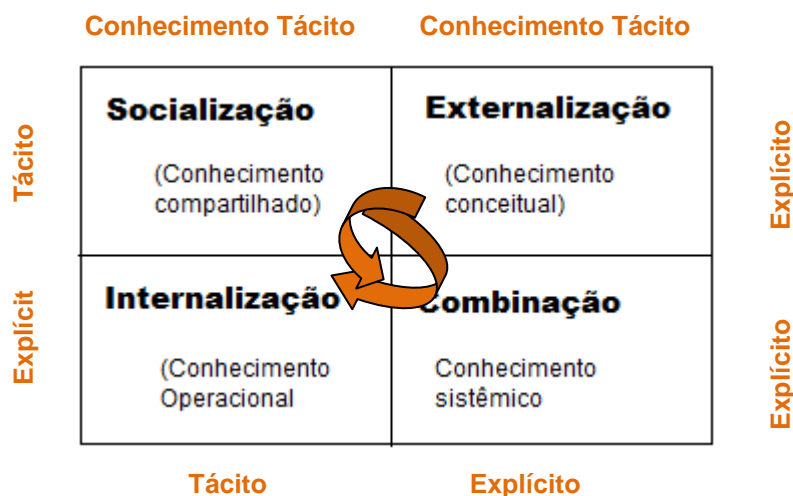 Conhecimento Tácito Conhecimento Tácito
Tácito
Socialização
(Conhecimento
compartilhado)
Externalização
(Conhecimento
conceitual)
Explícito
Explícit
Internalização
(Conhecimento
Operacional
Combinação
Conhecimento
sistêmico
Explícito
Tácito Explícito